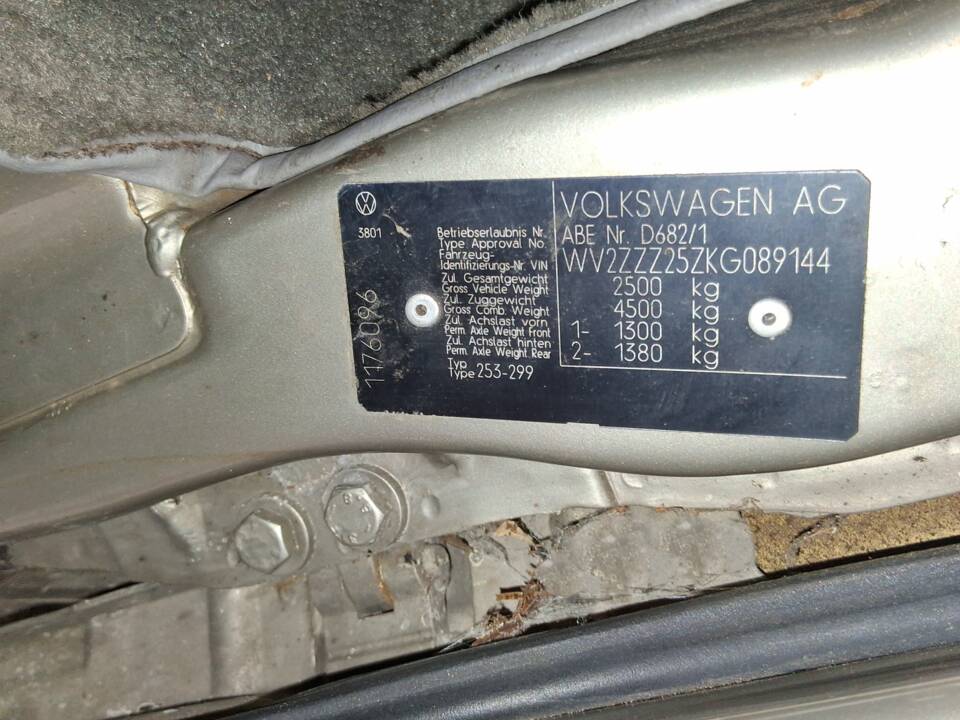 VW
3801
1176096
Betriebserlaubnis Nr.
Type Approval No.
Fahrzeug-
Identifizierungs-Nr. VIN
Zul. Gesamtgewicht
Gross Vehicle Weight
Zul. Zuggewicht
Gross Comb. Weight
Zul. Achslast vorn
Perm. Axle Weight Front
Zul. Achslast hinten
Perm. Axle Weight Rear
Typ
Type 253-299
VOLKSWAGEN AG
ABE Nr. D682/1
WV2ZZZ25ZKG089144
2500 kg
4500 kg
1- 1300 kg
2- 1380 kg